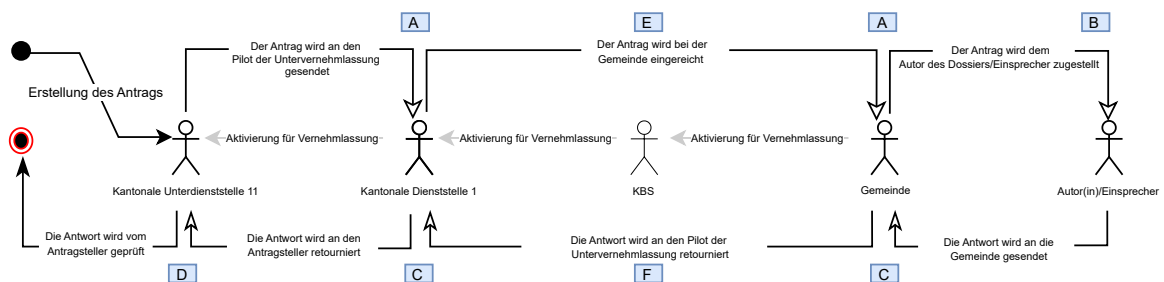 A
E
A
B
Der Antrag wird an den
Pilot der Untervernehmlassung
gesendet
Der Antrag wird bei der
Gemeinde eingereicht
Der Antrag wird dem
Autor des Dossiers/Einsprecher zugestellt
Erstellung des Antrags
Aktivierung für Vernehmlassung
Aktivierung für Vernehmlassung
Aktivierung für Vernehmlassung
Kantonale Unterdienststelle 11
Kantonale Dienststelle 1
KBS
Gemeinde
Autor(in)/Einsprecher
Die Antwort wird vom
Antragsteller geprüft
Die Antwort wird an den
Antragsteller retourniert
Die Antwort wird an den Pilot der
Untervernehmlassung retourniert
Die Antwort wird an die
Gemeinde gesendet
D
C
F
C